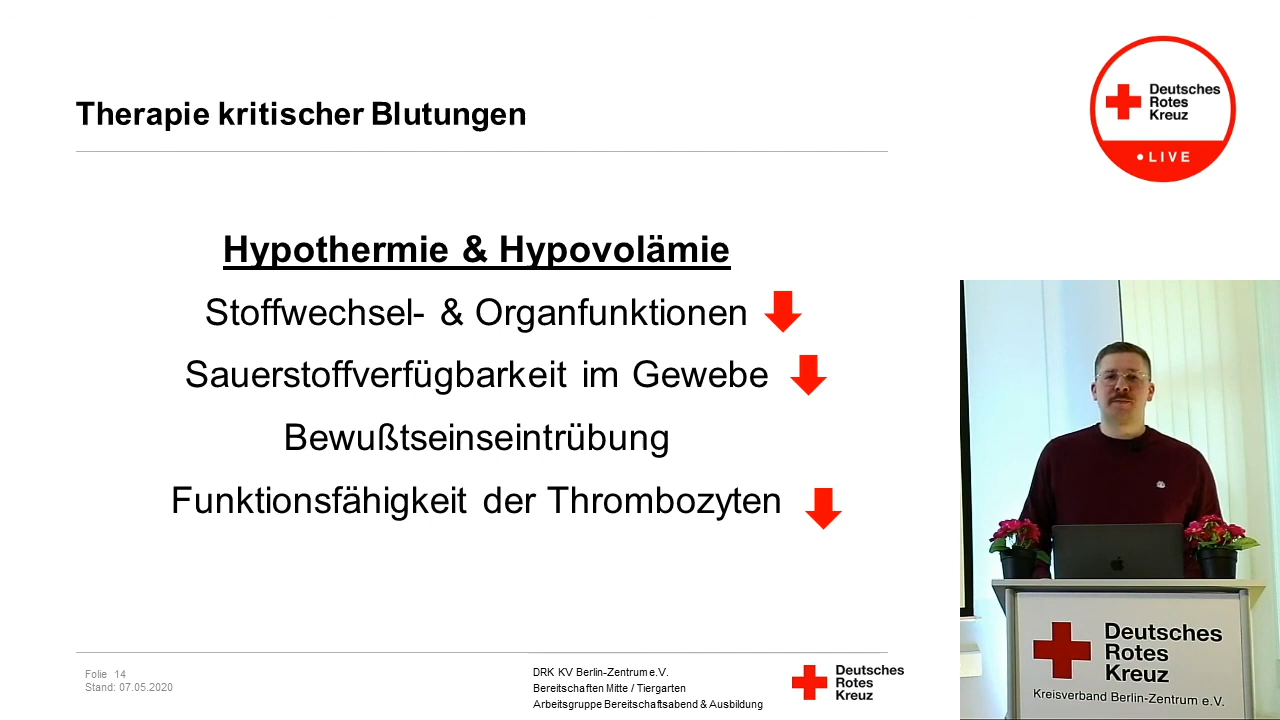 Therapie kritischer Blutungen
Deutsches
Rotes
Kreuz
LIVE
Hypothermie & Hypovolämie
Stoffwechsel- & Organfunktionen
Sauerstoffverfügbarkeit im Gewebe
Bewußtseinseintrübung
Funktionsfähigkeit der Thrombozyten
Folie 14
Stand: 07.05.2020
DRK KV Berlin-Zentrum e.V.
Bereitschaften Mitte / Tiergarten
Arbeitsgruppe Bereitschaftsabend & Ausbildung
Deutsches
Rotes
Kreuz
Deutsches
Rotes
Kreuz
Kreisverband Berlin-Zentrum e.V.